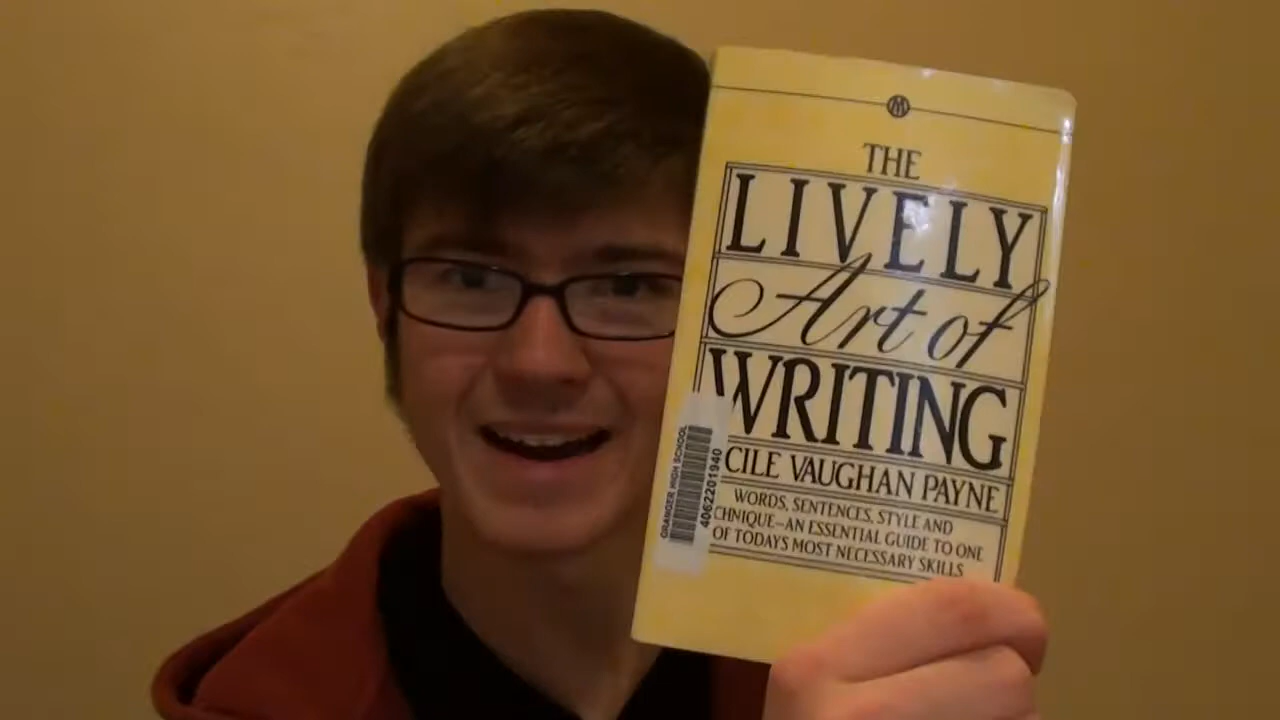 THE
LIVELY
Art of
WRITING
CILE VAUGHAN PAYNE
WORDS, SENTENCES, STYLE AND
CHNIQUE—AN ESSENTIAL GUIDE TO ONE
OF TODAY'S MOST NECESSARY SKILLS
GRANGER HIGH SCHOOL
4062201940